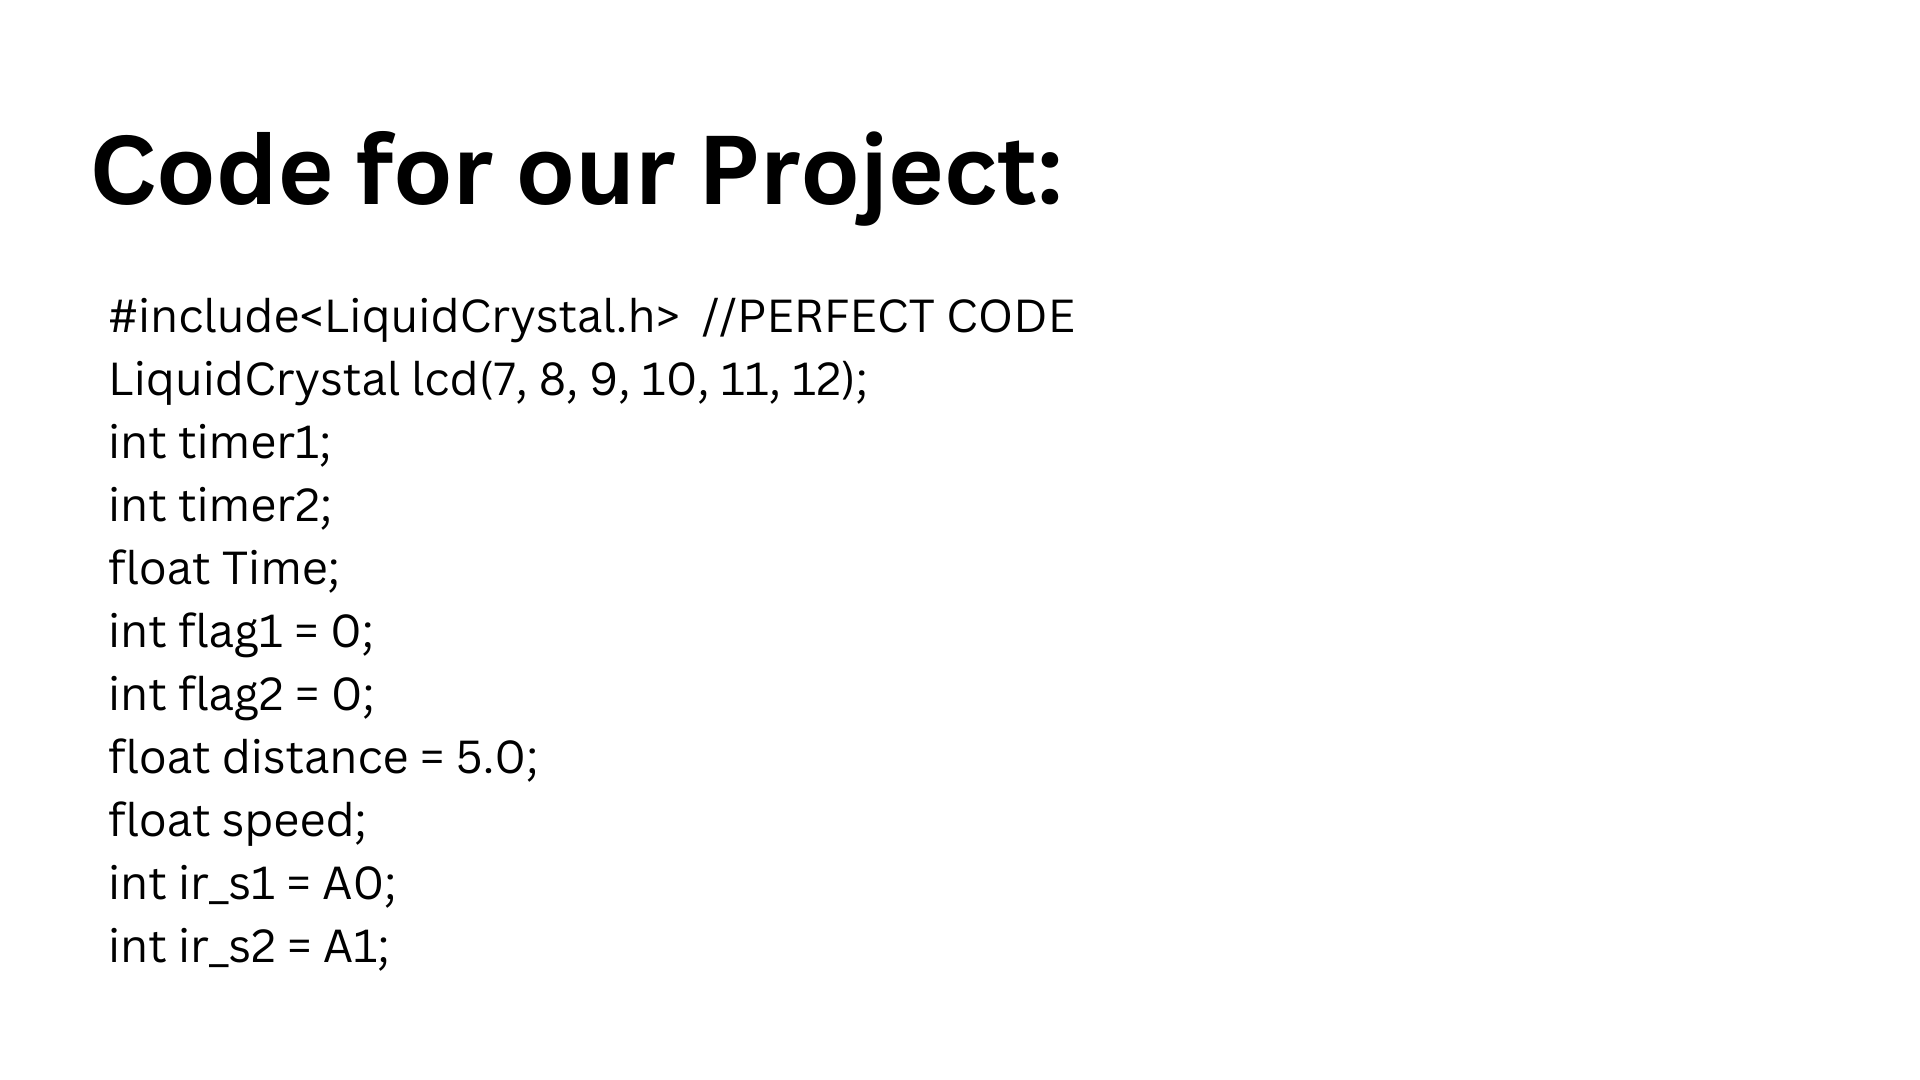 Code for our Project:
#include<LiquidCrystal.h>  //PERFECT CODE
LiquidCrystal lcd(7, 8, 9, 10, 11, 12);
int timer1;
int timer2;
float Time;
int flag1 = 0;
int flag2 = 0;
float distance = 5.0;
float speed;
int ir_s1 = A0;
int ir_s2 = A1;